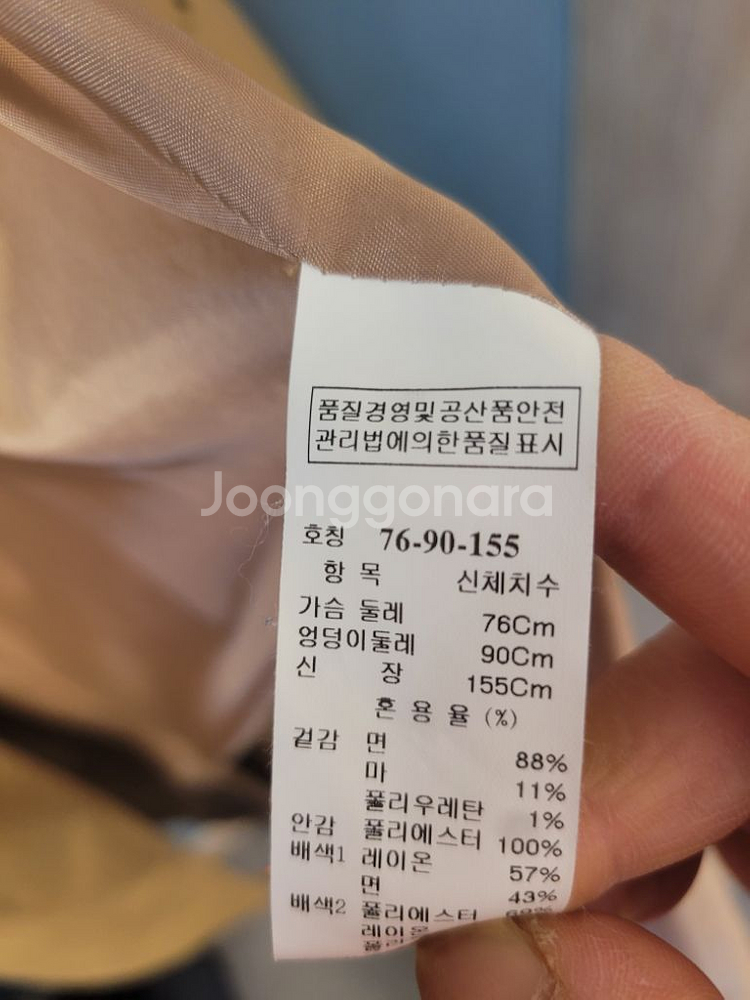 품질경영및공산품안전
관리법에의한품질표시
Joonggonara
호칭 76-90-155
항 목 신체치수
가슴 둘레 76Cm
엉덩이둘레 90Cm
신 장 155Cm
혼 용 율 (%)
겉감 면 88%
마 11%
폴리우레탄 1%
안감 폴리에스터 100%
배색1 레이온 57%
면 43%
배색2 폴리에스터
레이온